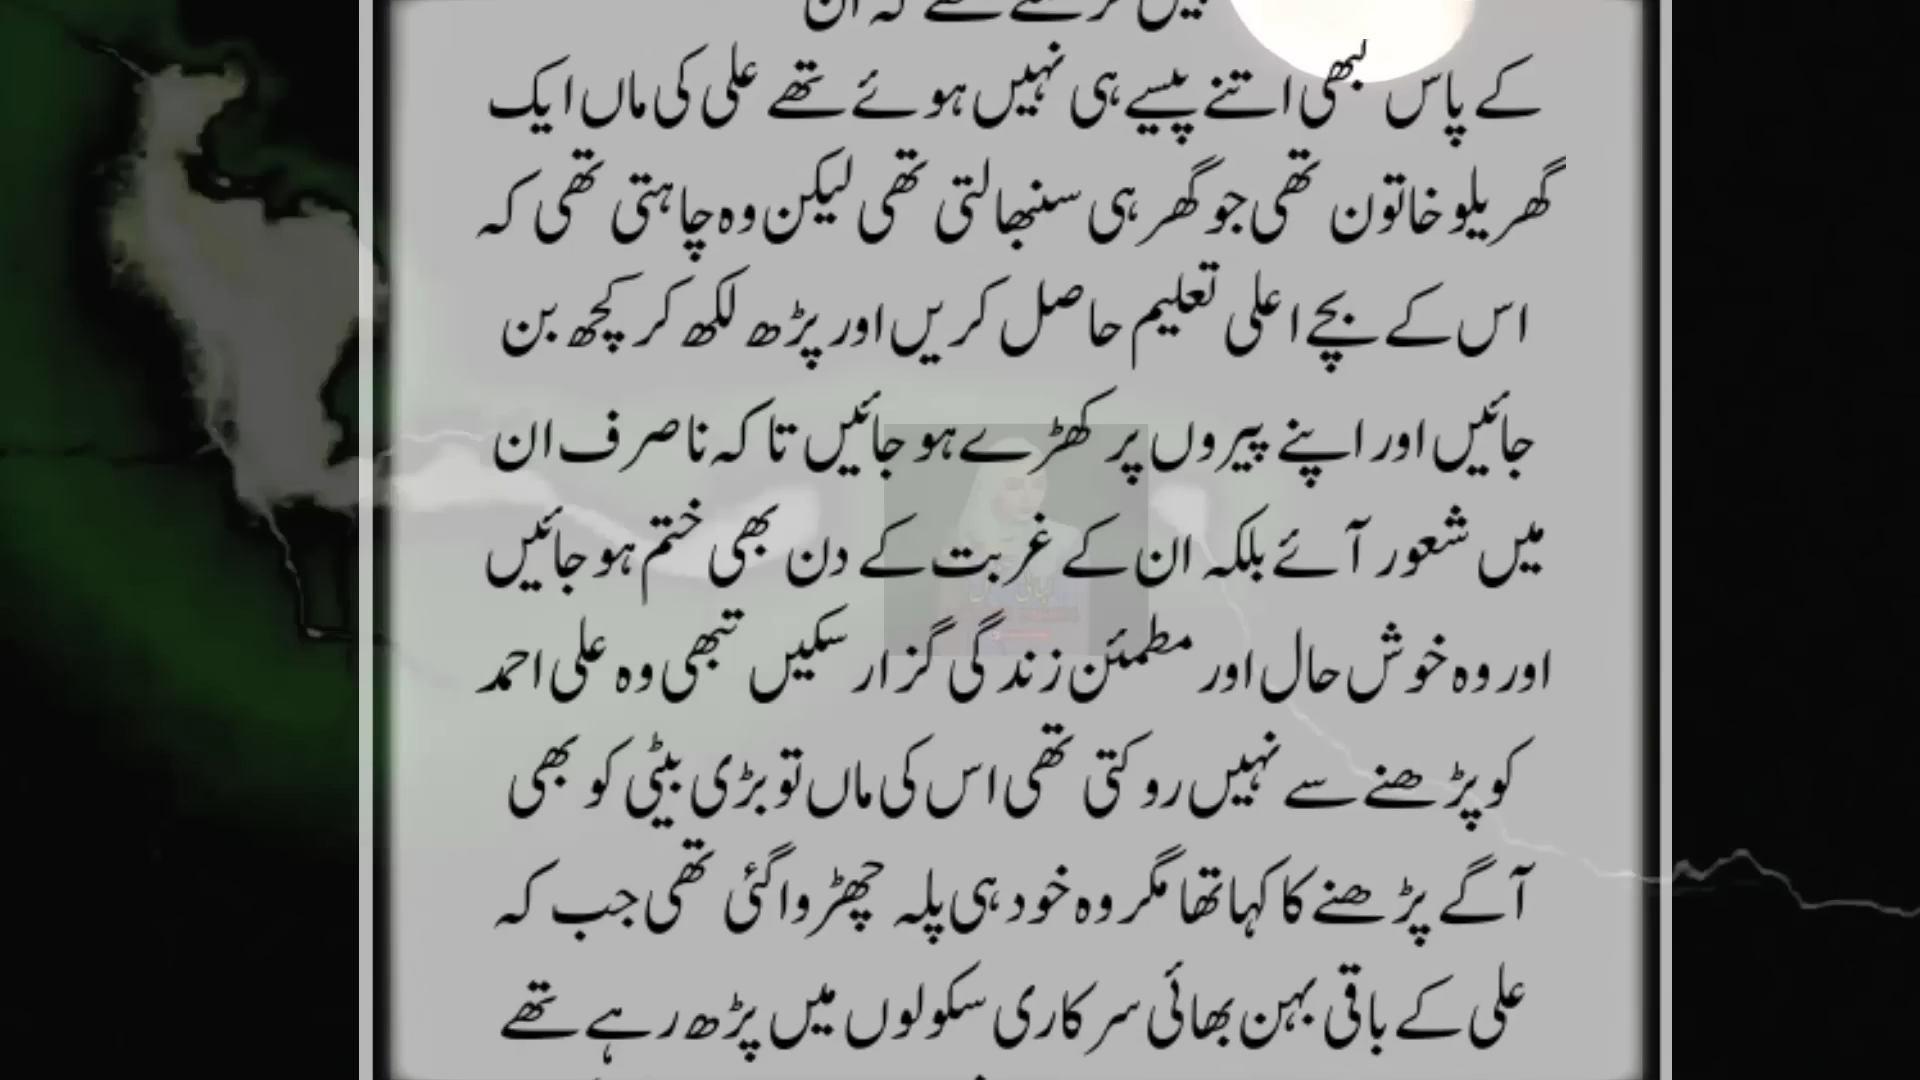 کہ ان
کے پاس کبھی اتنے پیسے ہی نہیں ہوئے تھے علی کی ماں ایک
گھریلو خاتون تھی جو گھر ہی سنبھالتی تھی لیکن وہ چاہتی تھی کہ
اس کے بچے اعلی تعلیم حاصل کریں اور پڑھ لکھ کر کچھ بن
جائیں اور اپنے پیروں پر کھڑے ہو جائیں تاکہ ناصرف ان
میں شعور آئے بلکہ ان کے غربت کے دن بھی ختم ہو جائیں
اور وہ خوش حال اور مطمئن زندگی گزار سکیں تبھی وہ علی احمد
کو پڑھنے سے نہیں روکتی تھی اس کی ماں تو بڑی بیٹی کو بھی
آگے پڑھنے کا کہا تھا مگر وہ خود ہی پلہ چھڑوا گئی تھی جب کہ
علی کے باقی بہن بھائی سرکاری سکولوں میں پڑھ رہے تھے